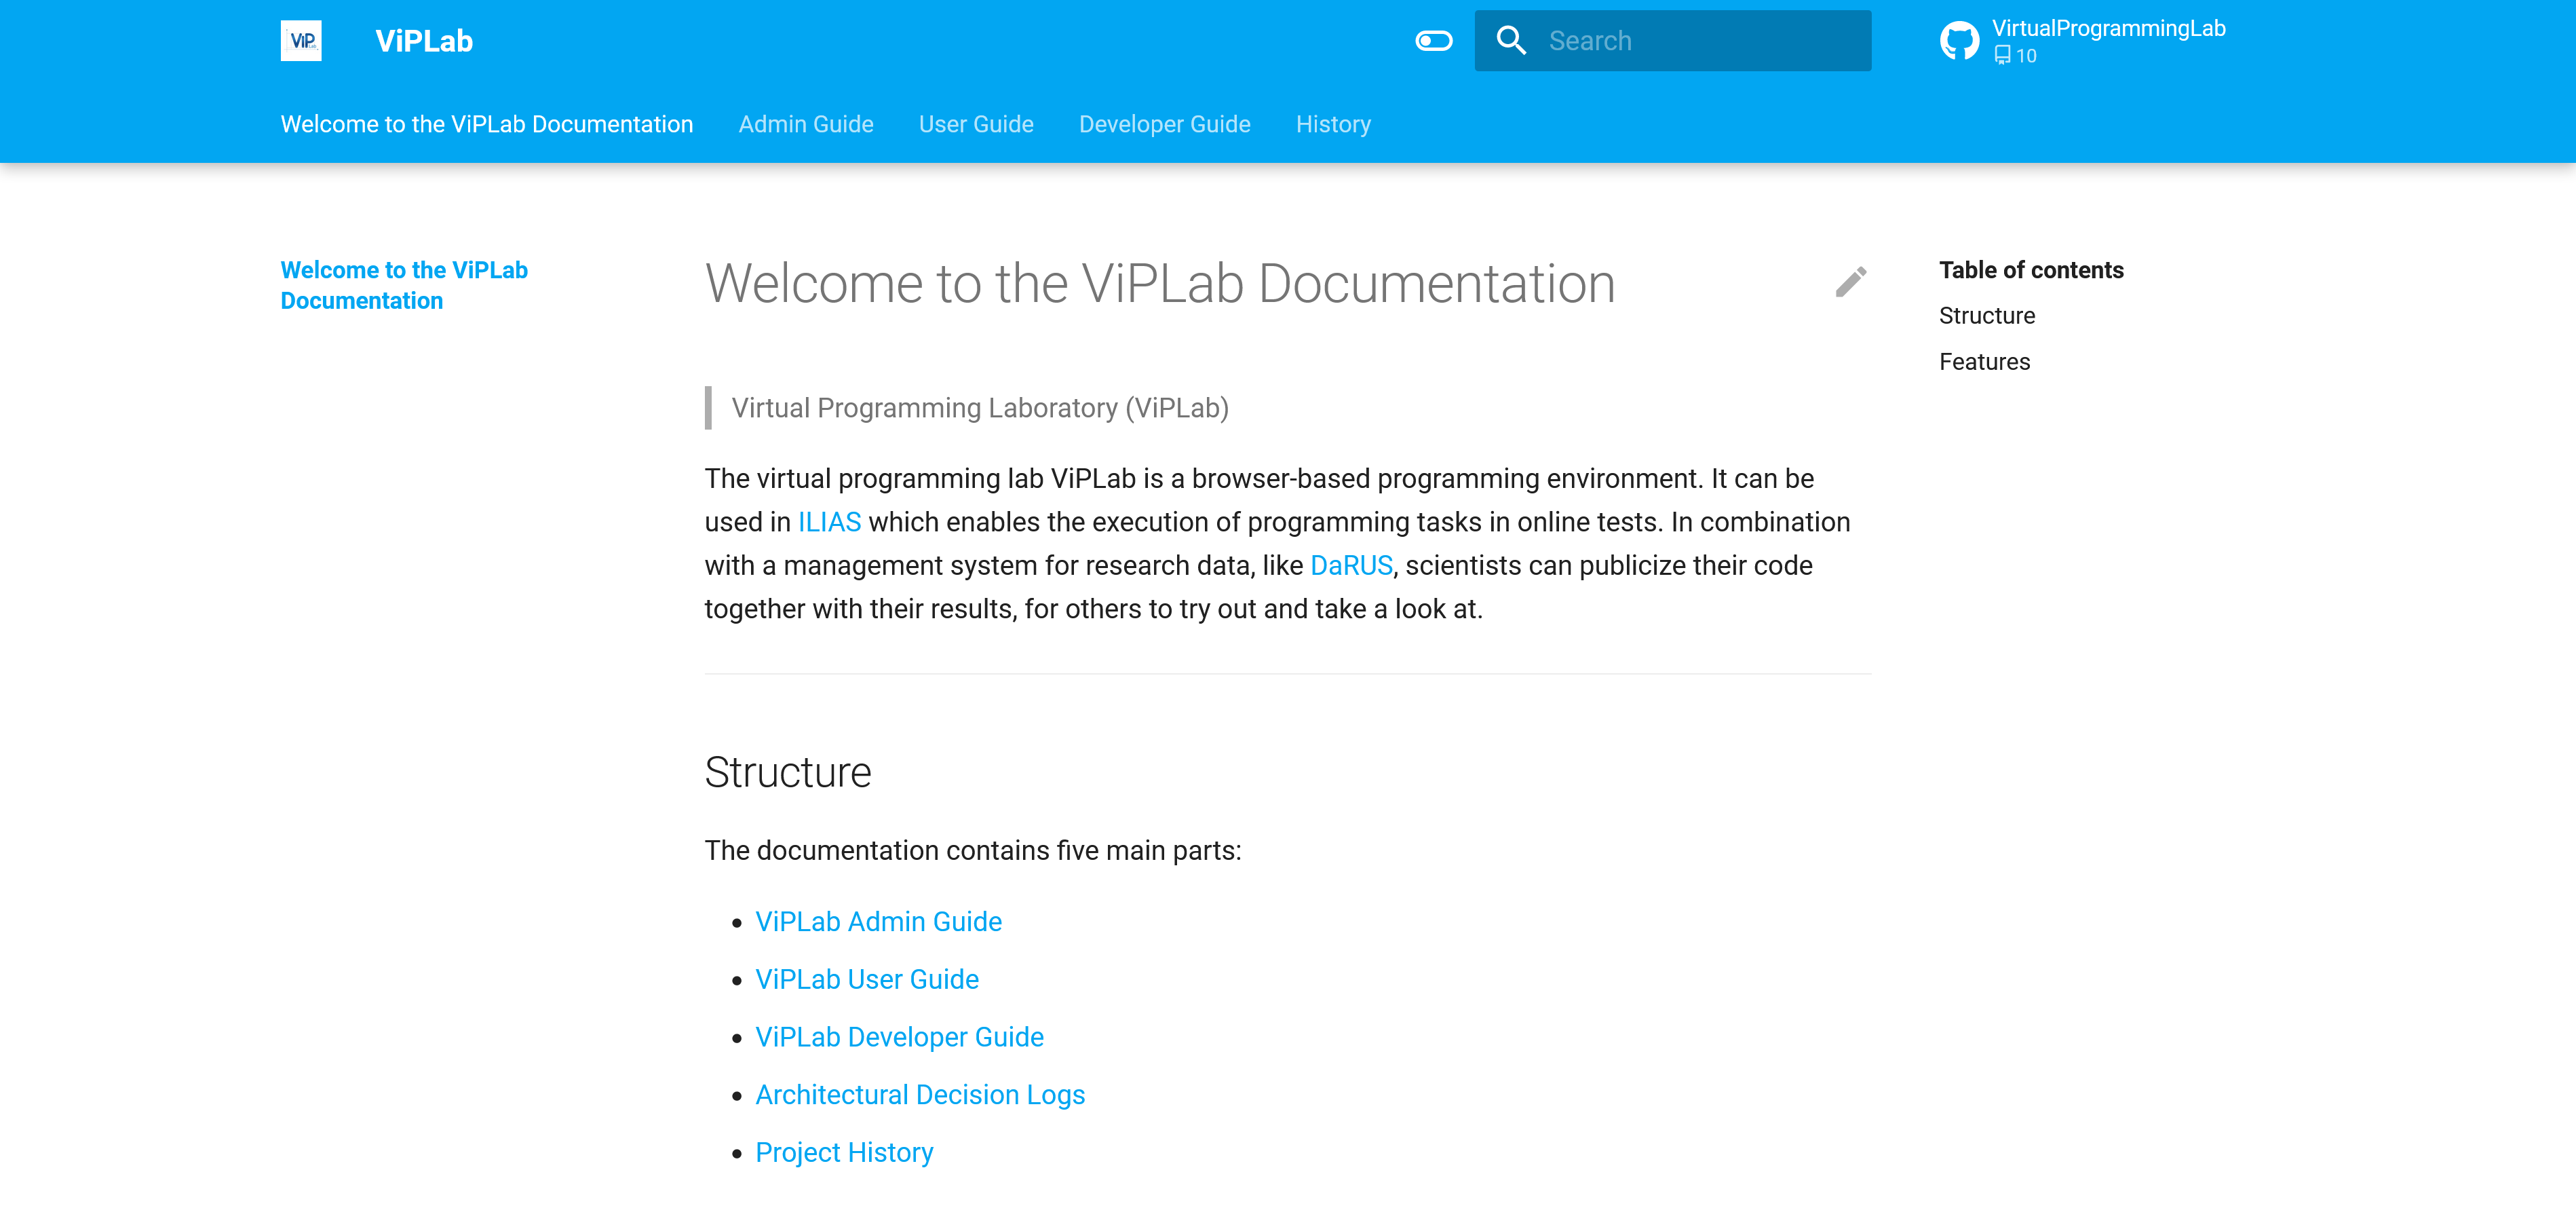 ViP
ViPLab
Search
VirtualProgrammingLab
10
Welcome to the ViPLab Documentation
Admin Guide
User Guide
Developer Guide
History
Welcome to the ViPLab
Documentation
Welcome to the ViPLab Documentation
Virtual Programming Laboratory (ViPLab)
The virtual programming lab ViPLab is a browser-based programming environment. It can be
used in ILIAS which enables the execution of programming tasks in online tests. In combination
with a management system for research data, like DaRUS, scientists can publicize their code
together with their results, for others to try out and take a look at.
Structure
The documentation contains five main parts:
• ViPLab Admin Guide
• ViPLab User Guide
• ViPLab Developer Guide
• Architectural Decision Logs
• Project History
Table of contents
Structure
Features